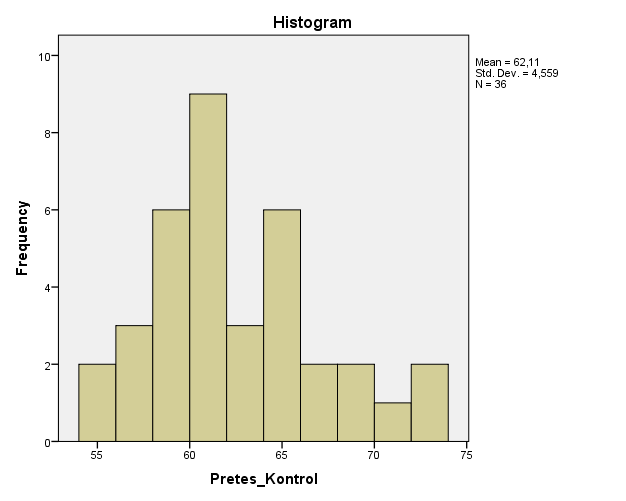 Histogram
Mean = 62,11
Std. Dev. = 4,559
N = 36
10
8
6
4
2
0
Frequency
55
60
65
70
75
Pretes_Kontrol